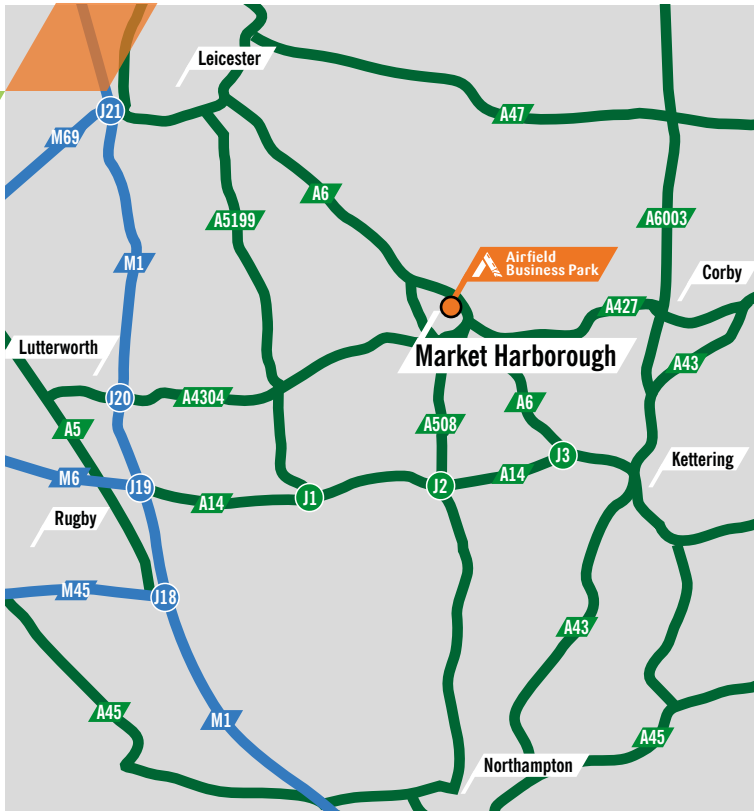 Leicester
J21
A47
M69
A6
A5199
A6003
M1
Airfield
Business Park
Corby
A427
Lutterworth
Market Harborough
A43
J20
A4304
A6
A5
A508
J3
Kettering
M6
J19
A14
J2
A14
J1
A14
Rugby
M45
J18
A43
A45
M1
A45
Northampton